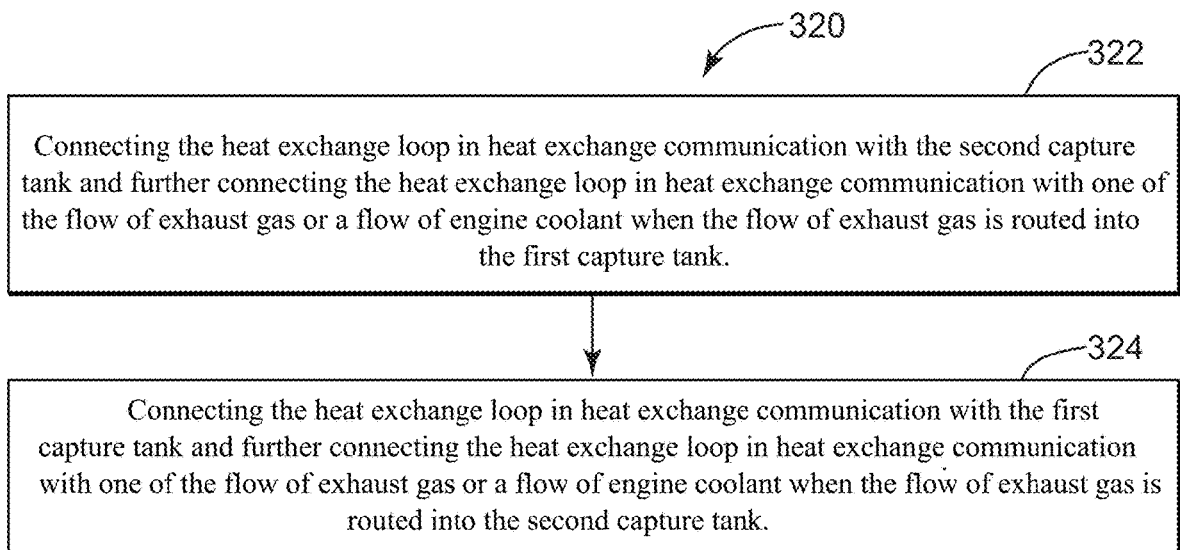 320
322
Connecting the heat exchange loop in heat exchange communication with the second capture
tank and further connecting the heat exchange loop in heat exchange communication with one of
the flow of exhaust gas or a flow of engine coolant when the flow of exhaust gas is routed into
the first capture tank.
324
Connecting the heat exchange loop in heat exchange communication with the first
capture tank and further connecting the heat exchange loop in heat exchange communication
with one of the flow of exhaust gas or a flow of engine coolant when the flow of exhaust gas is
routed into the second capture tank.